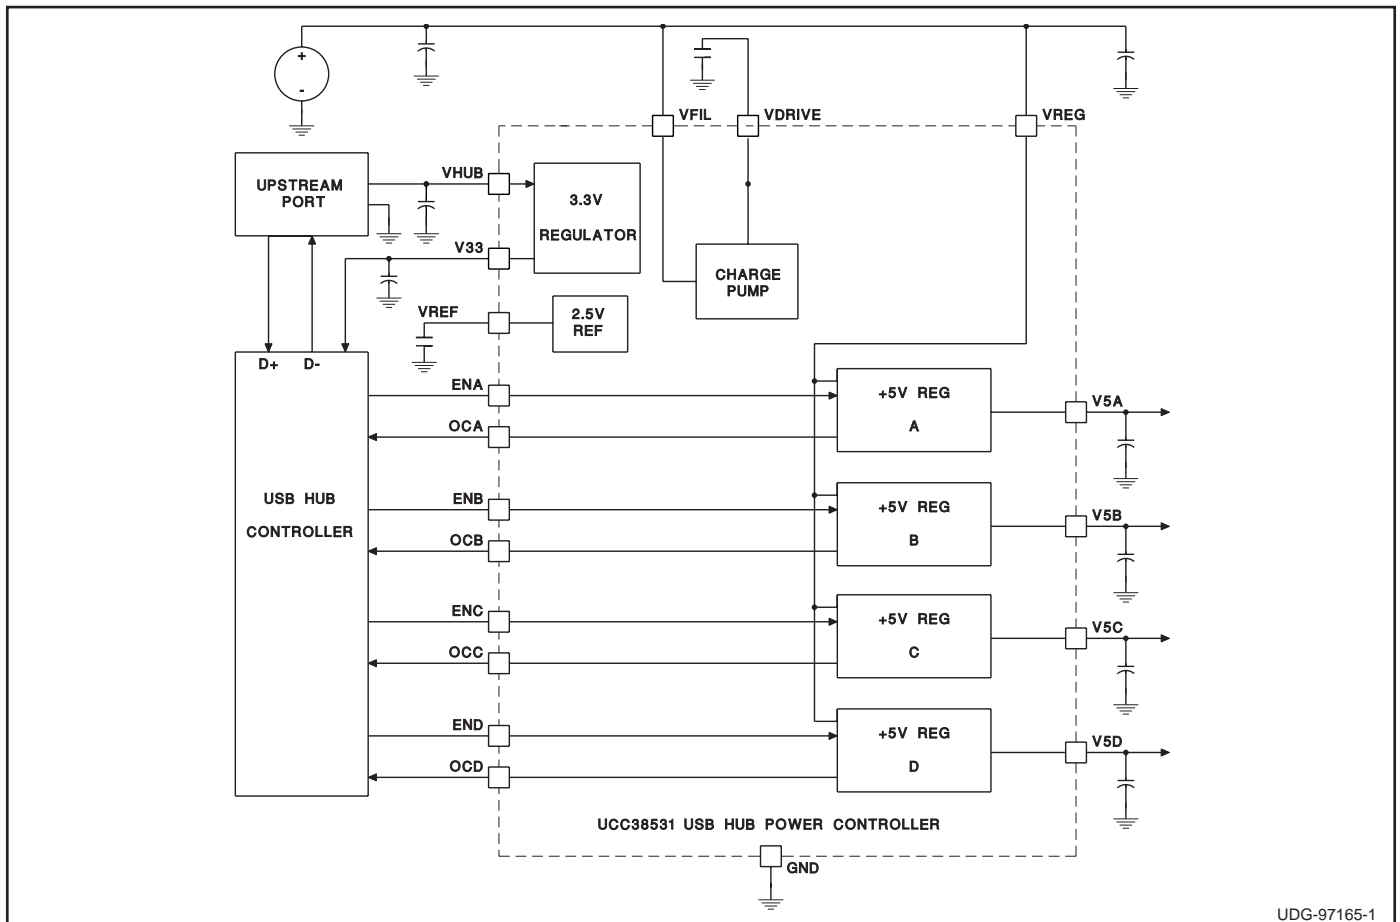 +
-
VFIL
VDRIVE
VREG
UPSTREAM
PORT
VHUB
3.3V
REGULATOR
V33
CHARGE
PUMP
VREF
2.5V
REF
D+ D-
USB HUB
CONTROLLER
ENA
OCA
+5V REG
A
V5A
ENB
OCB
+5V REG
B
V5B
ENC
OCC
+5V REG
C
V5C
END
OCD
+5V REG
D
V5D
UCC38531 USB HUB POWER CONTROLLER
GND
UDG-97165-1